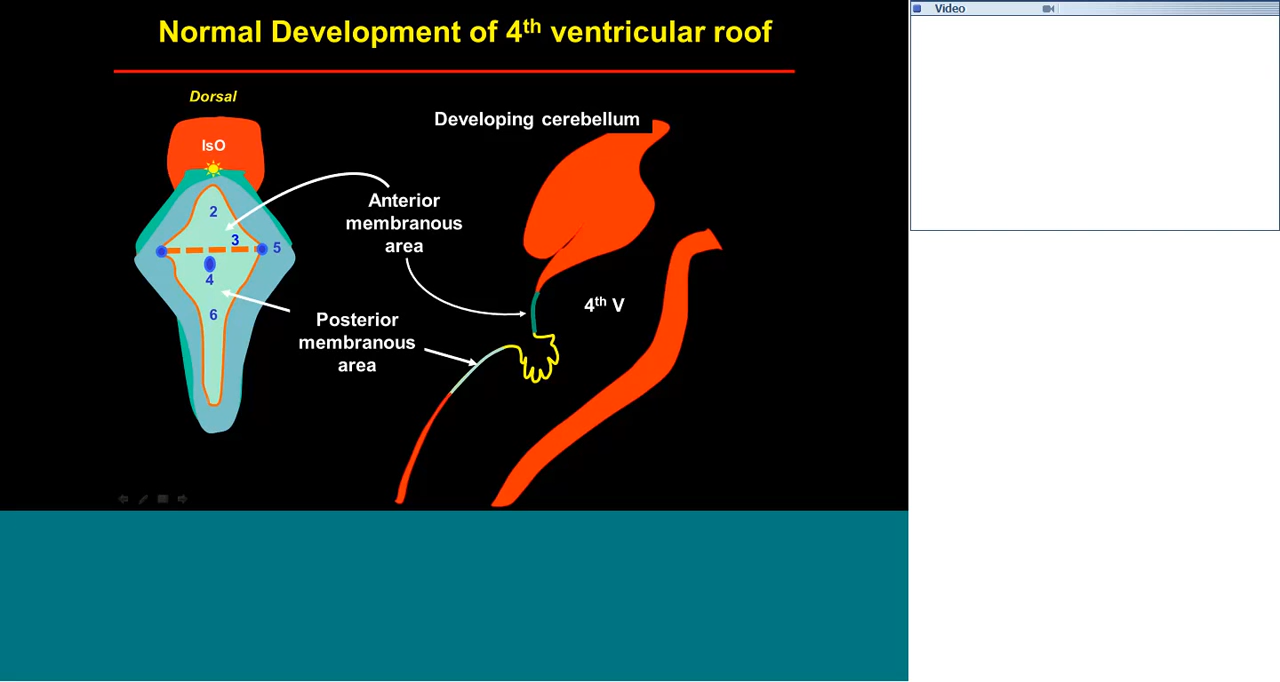 Video
Normal Development of 4th ventricular roof
Dorsal
IsO
2
3
5
4
6
Developing cerebellum
Anterior
membranous
area
4th V
Posterior
membranous
area